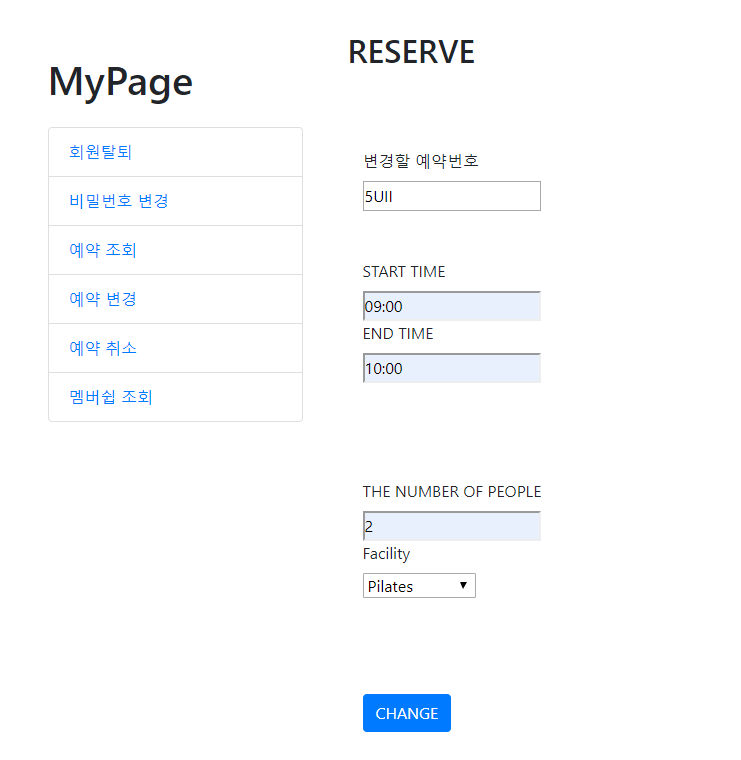 MyPage
회원탈퇴
비밀번호 변경
예약 조회
예약 변경
예약 취소
멤버쉽 조회
RESERVE
변경할 예약번호
5UII
START TIME
09:00
END TIME
10:00
THE NUMBER OF PEOPLE
2
Facility
Pilates
CHANGE